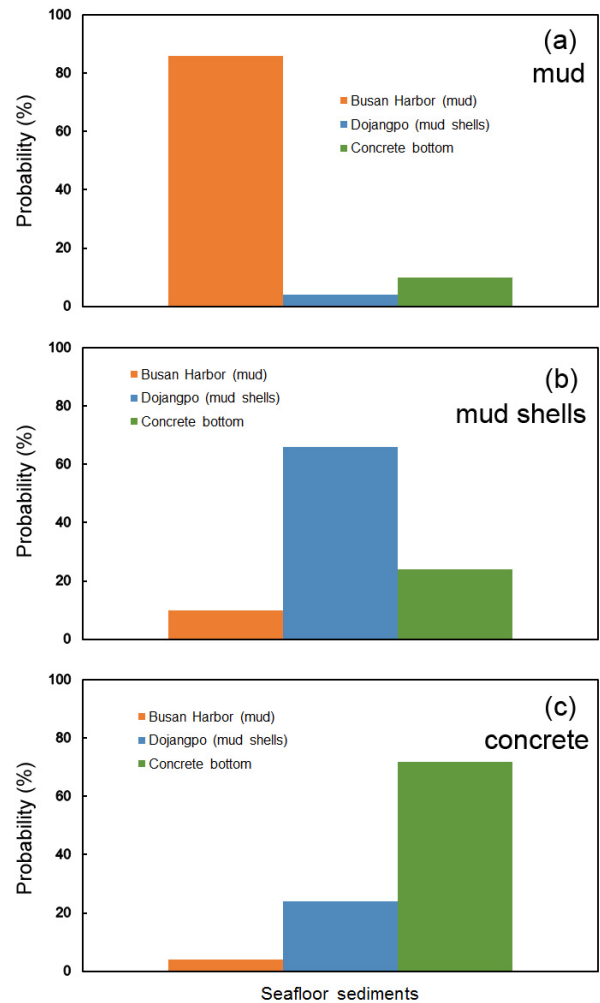 100
80
60
40
20
0
Probability (%)
(a)
mud
Busan Harbor (mud)
Dojangpo (mud shells)
Concrete bottom
100
80
60
40
20
0
Probability (%)
(b)
mud shells
Busan Harbor (mud)
Dojangpo (mud shells)
Concrete bottom
100
80
60
40
20
0
Probability (%)
(c)
concrete
Busan Harbor (mud)
Dojangpo (mud shells)
Concrete bottom
Seafloor sediments